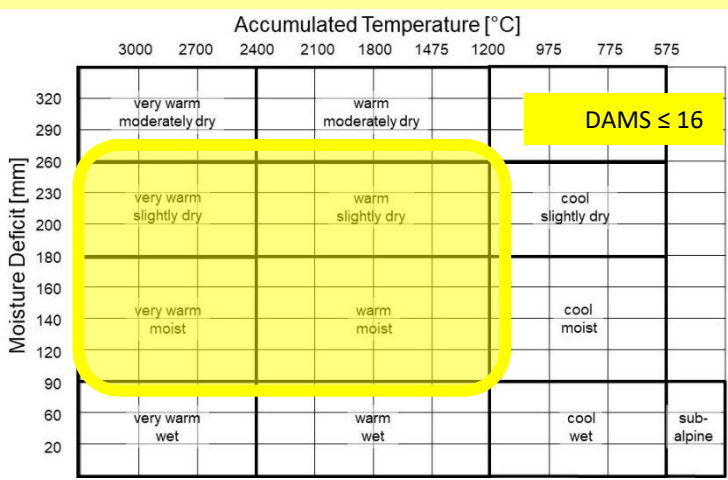 Accumulated Temperature [°C]
3000 2700 2400 2100 1800 1475 1200 975 775 575
Moisture Deficit [mm]
320
290
260
230
200
180
160
140
120
90
60
20
very warm
moderately dry
warm
moderately dry
DAMS ≤ 16
very warm
slightly dry
warm
slightly dry
cool
slightly dry
very warm
moist
warm
moist
cool
moist
very warm
wet
warm
wet
cool
wet
sub-
alpine